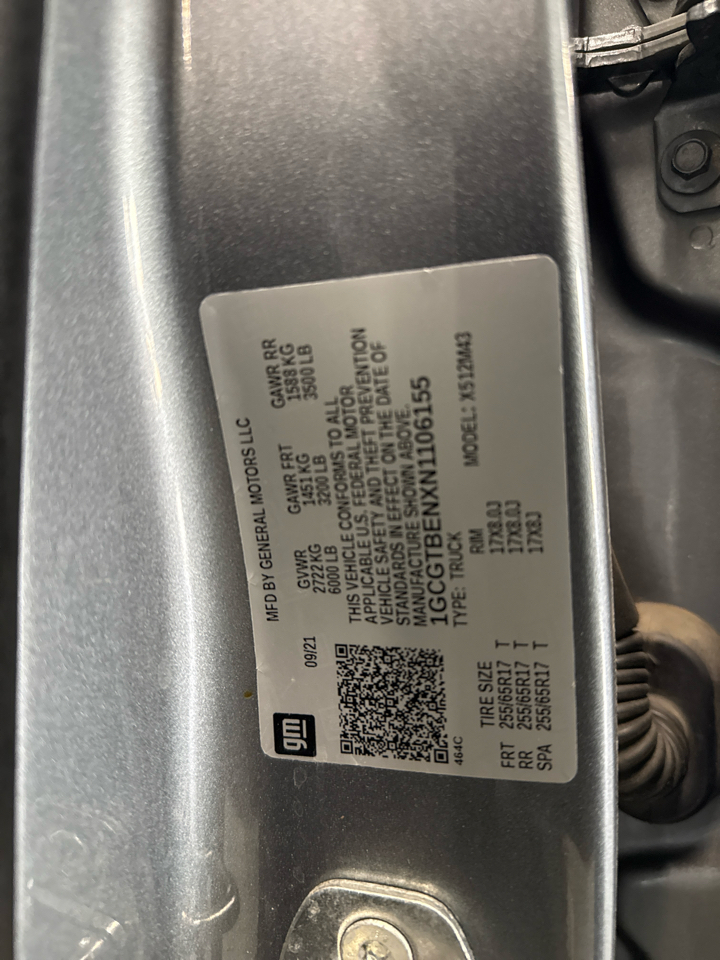 gm
09/21
MFD BY GENERAL MOTORS LLC
GVWR GAWR FRT GAWR RR
2722 KG 1451 KG 1588 KG
6000 LB 3200 LB 3500 LB
THIS VEHICLE CONFORMS TO ALL
APPLICABLE U.S. FEDERAL MOTOR
VEHICLE SAFETY AND THEFT PREVENTION
STANDARDS IN EFFECT ON THE DATE OF
MANUFACTURE SHOWN ABOVE.
1GCGTBENXN1106155
464C
TYPE: TRUCK MODEL: X512M43
TIRE SIZE RIM
FRT 255/65R17 T 17X8.0J
RR 255/65R17 T 17X8.0J
SPA 255/65R17 T 17X8J